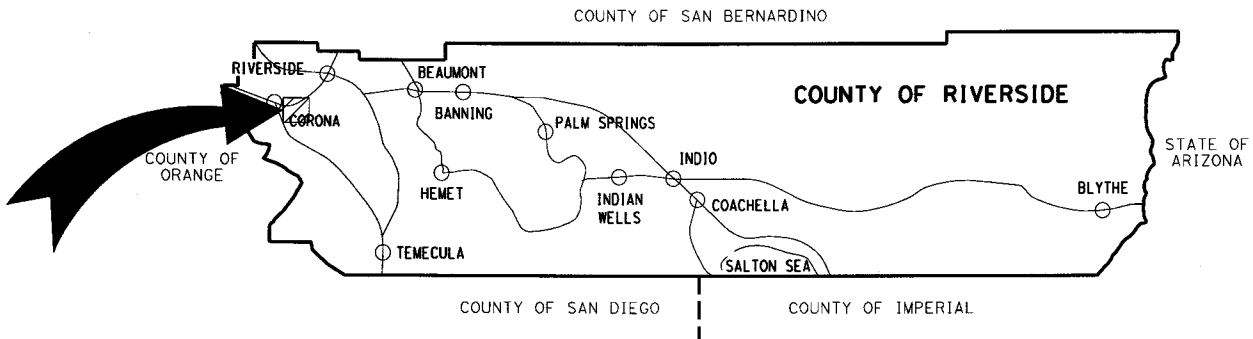 COUNTY OF SAN BERNARDINO
RIVERSIDE
BEAUMONT
COUNTY OF RIVERSIDE
BANNING
CORONA
PALM SPRINGS
COUNTY OF
ORANGE
STATE OF
ARIZONA
INDIO
HEMET
BLYTHE
INDIAN
WELLS
COACHELLA
TEMECULA
SALTON SEA
COUNTY OF SAN DIEGO
COUNTY OF IMPERIAL